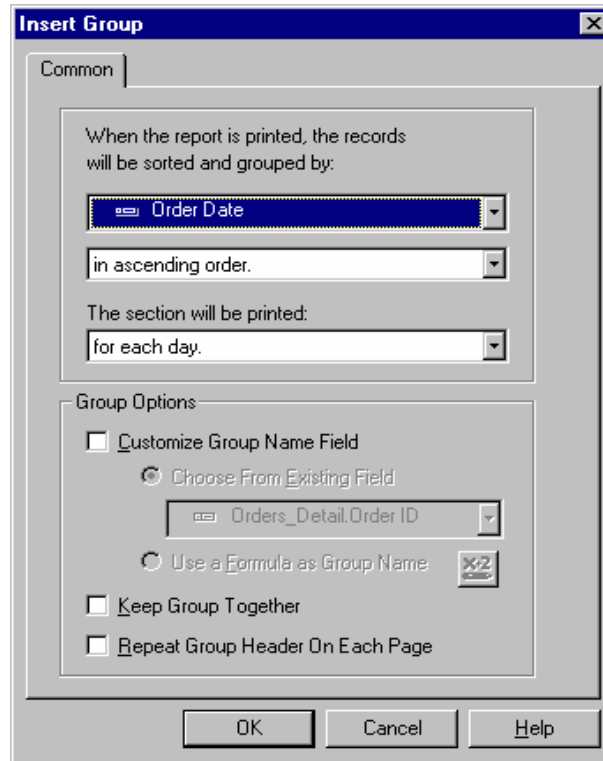 Insert Group
Common
When the report is printed, the records
will be sorted and grouped by:
Order Date
in ascending order.
The section will be printed:
for each day.
Group Options
Customize Group Name Field
Choose From Existing Field
Orders_Detail.Order ID
Use a Formula as Group Name
X+2
Keep Group Together
Repeat Group Header On Each Page
OK Cancel Help